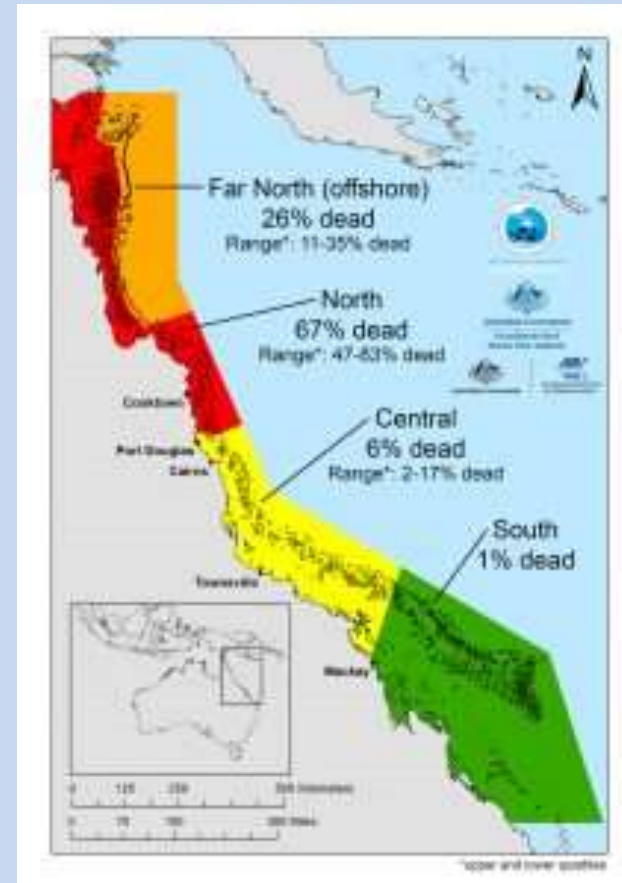 N
Far North (offshore)
26% dead
Range*: 11-35% dead
North
67% dead
Range*: 47-83% dead
Cooktown
Port Douglas
Cairns
Central
6% dead
Range*: 2-17% dead
South
1% dead
Townsville
Mackay
*upper and lower quartiles